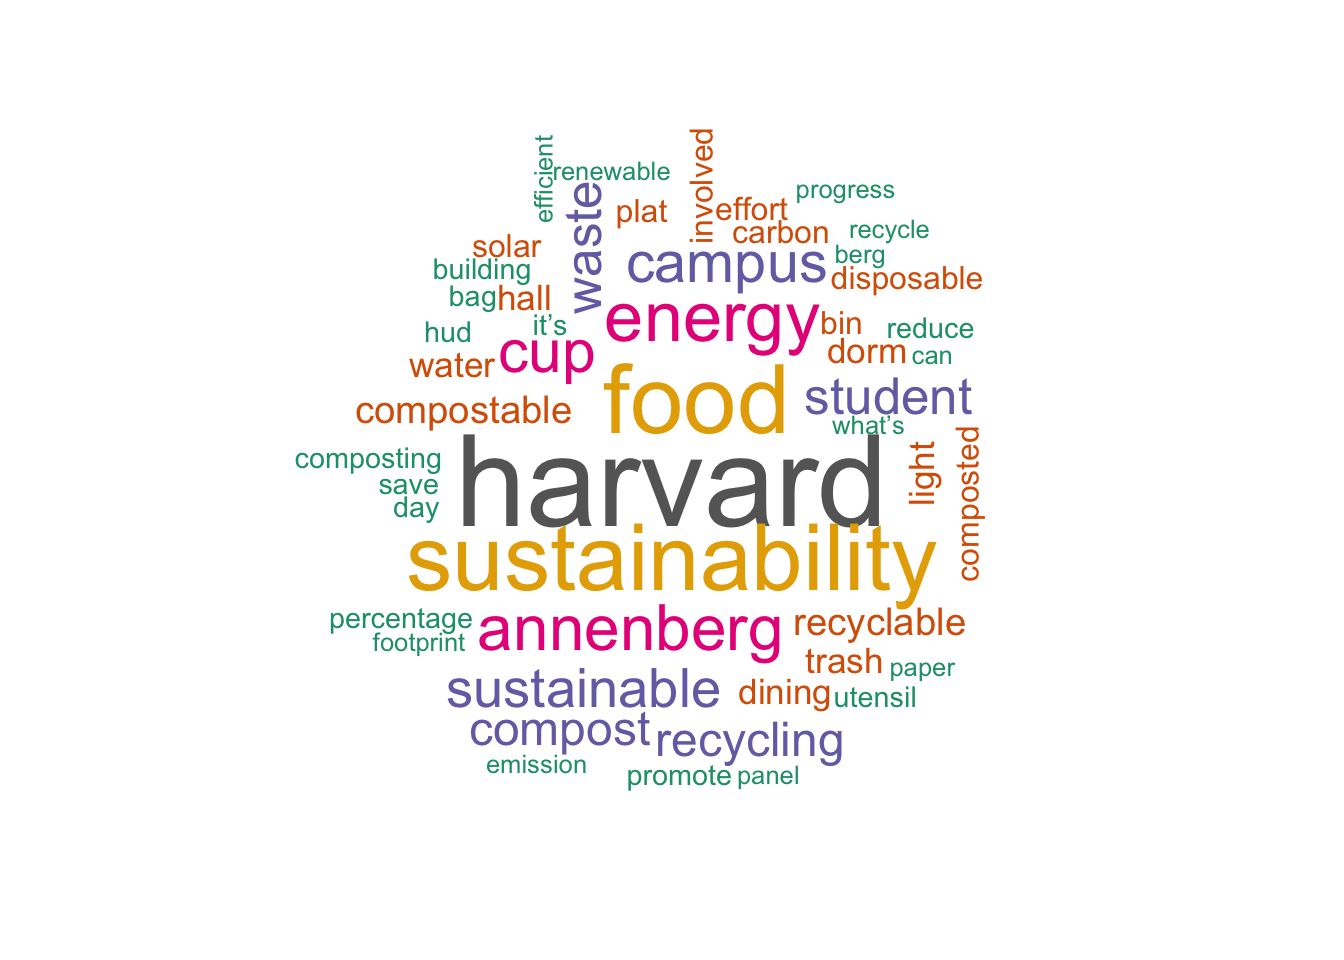 efficient
renewable
involved
progress
waste
plat
effort
solar
carbon
recycle
building
campus
berg
disposable
bag
hall
energy
hud
it’s
bin
reduce
water
cup
dorm
can
food
student
compostable
what’s
harvard
light
composted
composting
save
day
sustainability
percentage
footprint
annenberg
recyclable
trash
paper
sustainable
dining
utensil
compost
recycling
emission
promote
panel